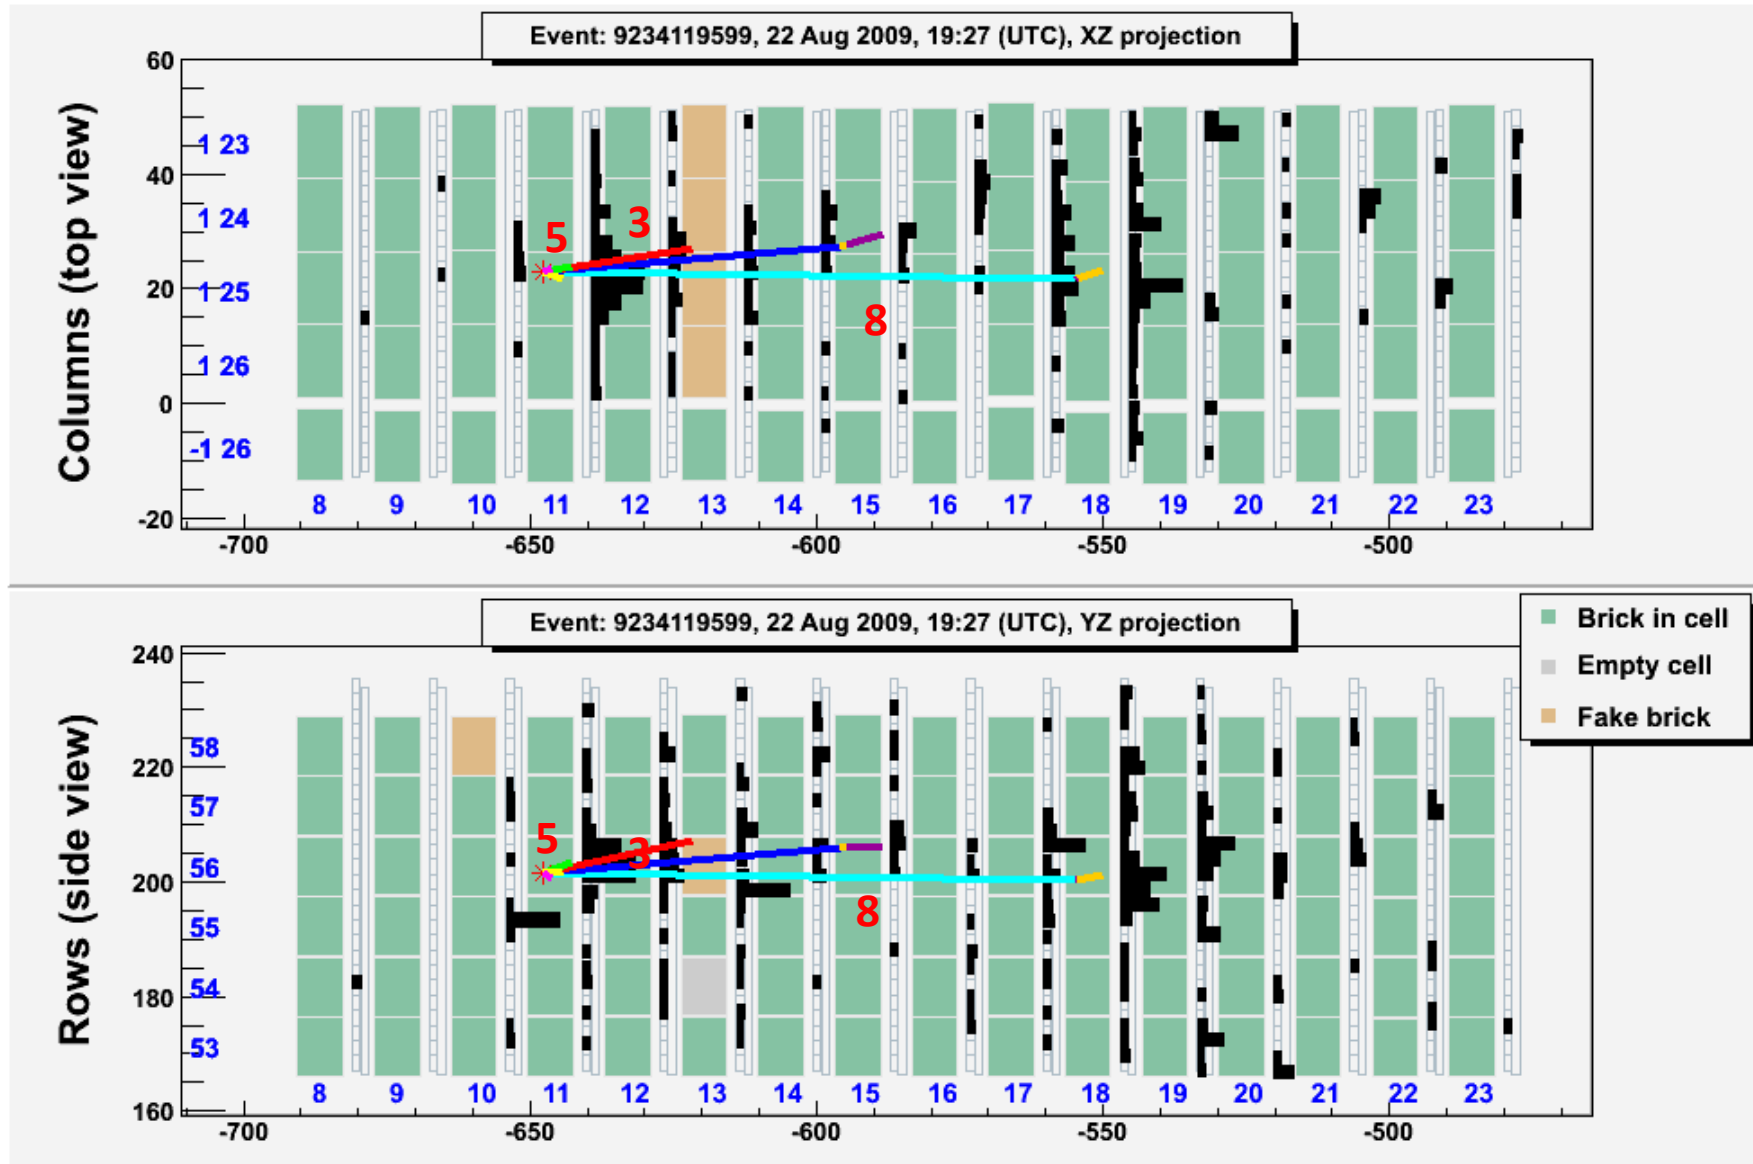 Event: 9234119599, 22 Aug 2009, 19:27 (UTC), XZ projection
Columns (top view)
60
1 23
40
1 24
5
3
20
1 25
8
1 26
0
-1 26
8 9 10 11 12 13 14 15 16 17 18 19 20 21 22 23
-20
-700 -650 -600 -550 -500
Event: 9234119599, 22 Aug 2009, 19:27 (UTC), YZ projection
Brick in cell
Empty cell
Fake brick
Rows (side view)
240
58
220
57
5
3
56
200
8
55
54
180
53
8 9 10 11 12 13 14 15 16 17 18 19 20 21 22 23
160
-700 -650 -600 -550 -500